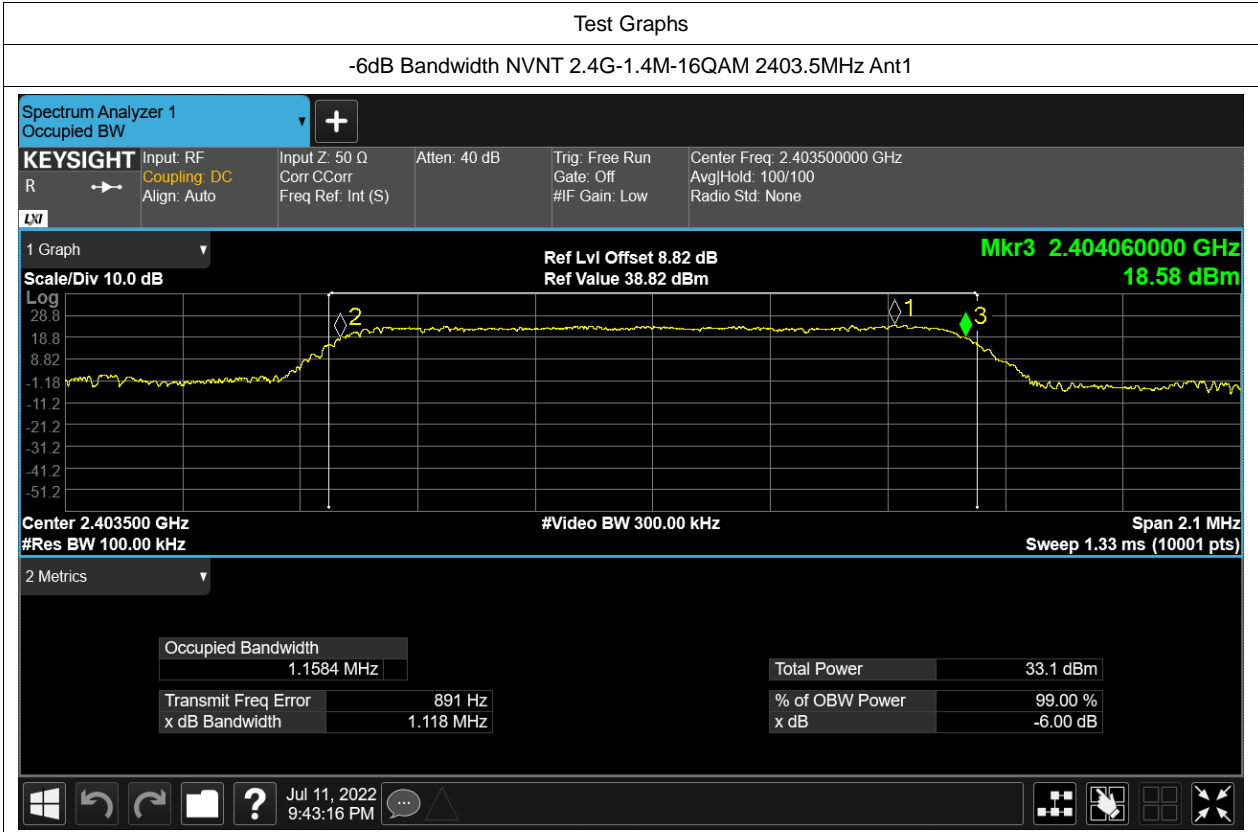 Test Graphs
-6dB Bandwidth NVNT 2.4G-1.4M-16QAM 2403.5MHz Ant1
Spectrum Analyzer 1
Occupied BW
+
KEYSIGHT
R
LXI
Input: RF
Coupling: DC
Align: Auto
Input Z: 50 Ω
Corr CCorr
Freq Ref: Int (S)
Atten: 40 dB
Trig: Free Run
Gate: Off
#IF Gain: Low
Center Freq: 2.403500000 GHz
Avg|Hold: 100/100
Radio Std: None
1 Graph
Scale/Div 10.0 dB
Ref Lvl Offset 8.82 dB
Ref Value 38.82 dBm
Mkr3 2.404060000 GHz
18.58 dBm
Log
28.8
18.8
8.82
-1.18
-11.2
-21.2
-31.2
-41.2
-51.2
2
1
3
Center 2.403500 GHz
#Res BW 100.00 kHz
#Video BW 300.00 kHz
Span 2.1 MHz
Sweep 1.33 ms (10001 pts)
2 Metrics
Occupied Bandwidth
1.1584 MHz
Transmit Freq Error 891 Hz
x dB Bandwidth 1.118 MHz
Total Power 33.1 dBm
% of OBW Power 99.00 %
x dB -6.00 dB
?
Jul 11, 2022
9:43:16 PM